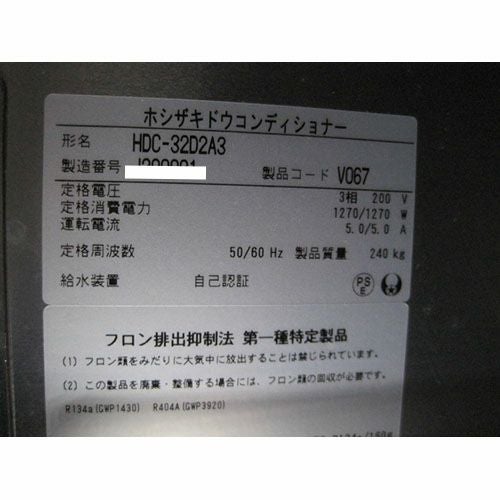 ホシザキドウコンディショナー
形名 HDC-32D2A3
製造番号
製品コード V067
定格電圧 3相 200 V
定格消費電力 1270/1270 W
運転電流 5.0/5.0 A
定格周波数 50/60 Hz 製品質量 240 kg
給水装置 自己認証
PS E
フロン排出抑制法 第一種特定製品
(1) フロン類をみだりに大気中に放出することは禁じられています。
(2) この製品を廃棄・整備する場合には、フロン類の回収が必要です。
R134a(GWP1430) R404A(GWP3920)